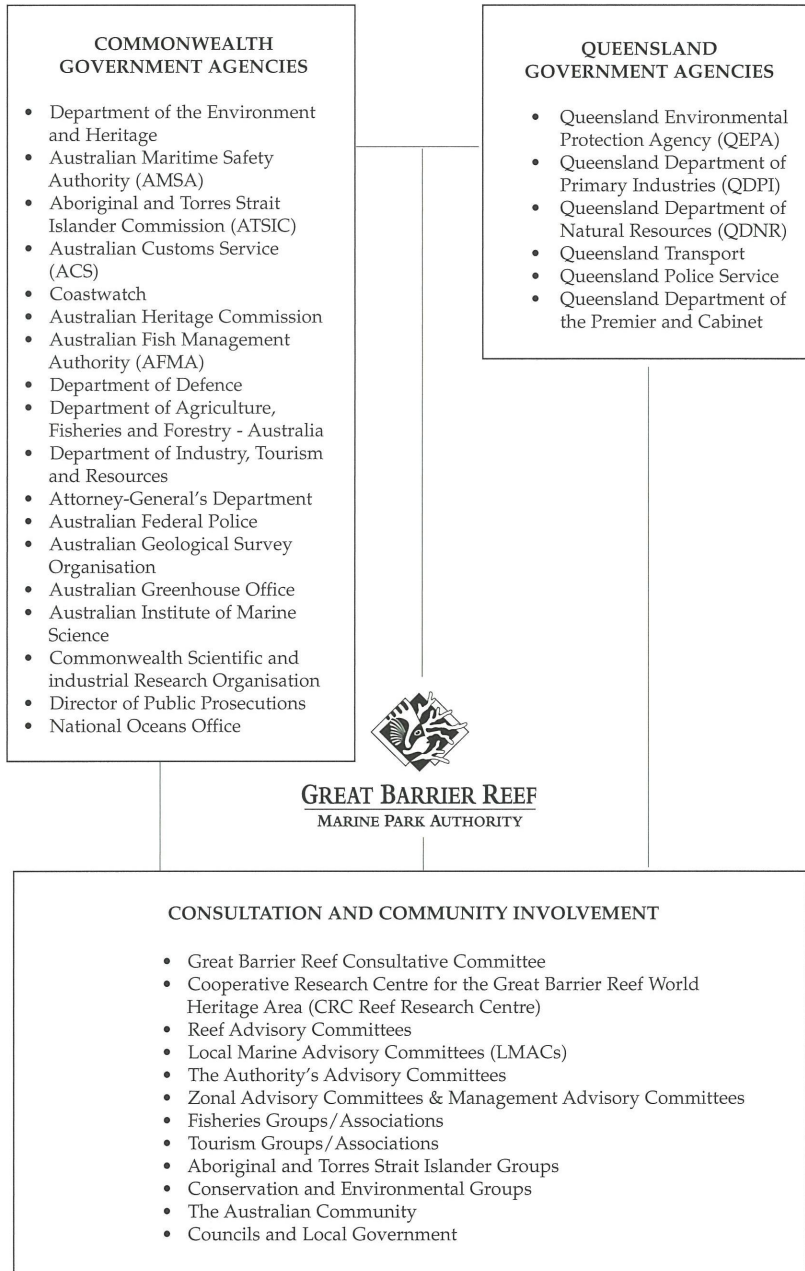 COMMONWEALTH
GOVERNMENT AGENCIES
• Department of the Environment
and Heritage
• Australian Maritime Safety
Authority (AMSA)
• Aboriginal and Torres Strait
Islander Commission (ATSIC)
• Australian Customs Service
(ACS)
• Coastwatch
• Australian Heritage Commission
• Australian Fish Management
Authority (AFMA)
• Department of Defence
• Department of Agriculture,
Fisheries and Forestry - Australia
• Department of Industry, Tourism
and Resources
• Attorney-General's Department
• Australian Federal Police
• Australian Geological Survey
Organisation
• Australian Greenhouse Office
• Australian Institute of Marine
Science
• Commonwealth Scientific and
industrial Research Organisation
• Director of Public Prosecutions
• National Oceans Office
QUEENSLAND
GOVERNMENT AGENCIES
• Queensland Environmental
Protection Agency (QEPA)
• Queensland Department of
Primary Industries (QDPI)
• Queensland Department of
Natural Resources (QDNR)
• Queensland Transport
• Queensland Police Service
• Queensland Department of
the Premier and Cabinet
GREAT BARRIER REEF
MARINE PARK AUTHORITY
CONSULTATION AND COMMUNITY INVOLVEMENT
• Great Barrier Reef Consultative Committee
• Cooperative Research Centre for the Great Barrier Reef World
Heritage Area (CRC Reef Research Centre)
• Reef Advisory Committees
• Local Marine Advisory Committees (LMACs)
• The Authority's Advisory Committees
• Zonal Advisory Committees & Management Advisory Committees
• Fisheries Groups/Associations
• Tourism Groups/Associations
• Aboriginal and Torres Strait Islander Groups
• Conservation and Environmental Groups
• The Australian Community
• Councils and Local Government